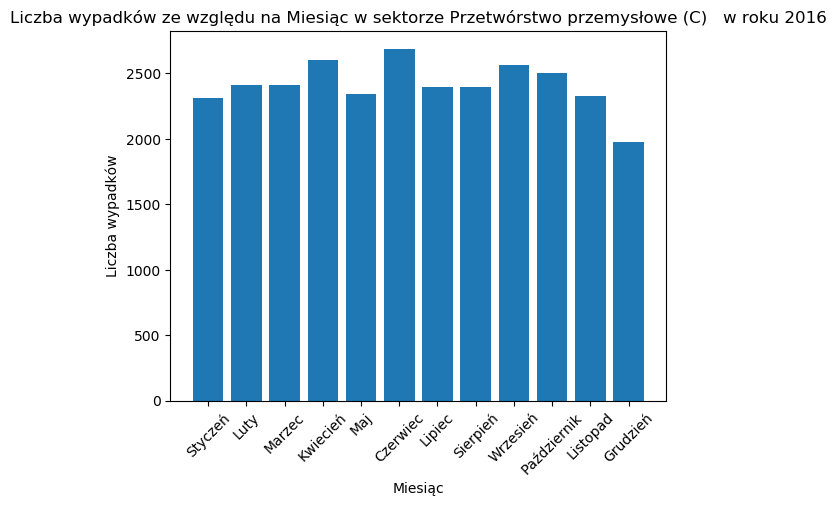 Liczba wypadków ze względu na Miesiąc w sektorze Przetwórstwo przemysłowe (C)   w roku 2016
Liczba wypadków
2500
2000
1500
1000
500
0
Styczeń
Luty
Marzec
Kwiecień
Maj
Czerwiec
Lipiec
Sierpień
Wrzesień
Październik
Listopad
Grudzień
Miesiąc